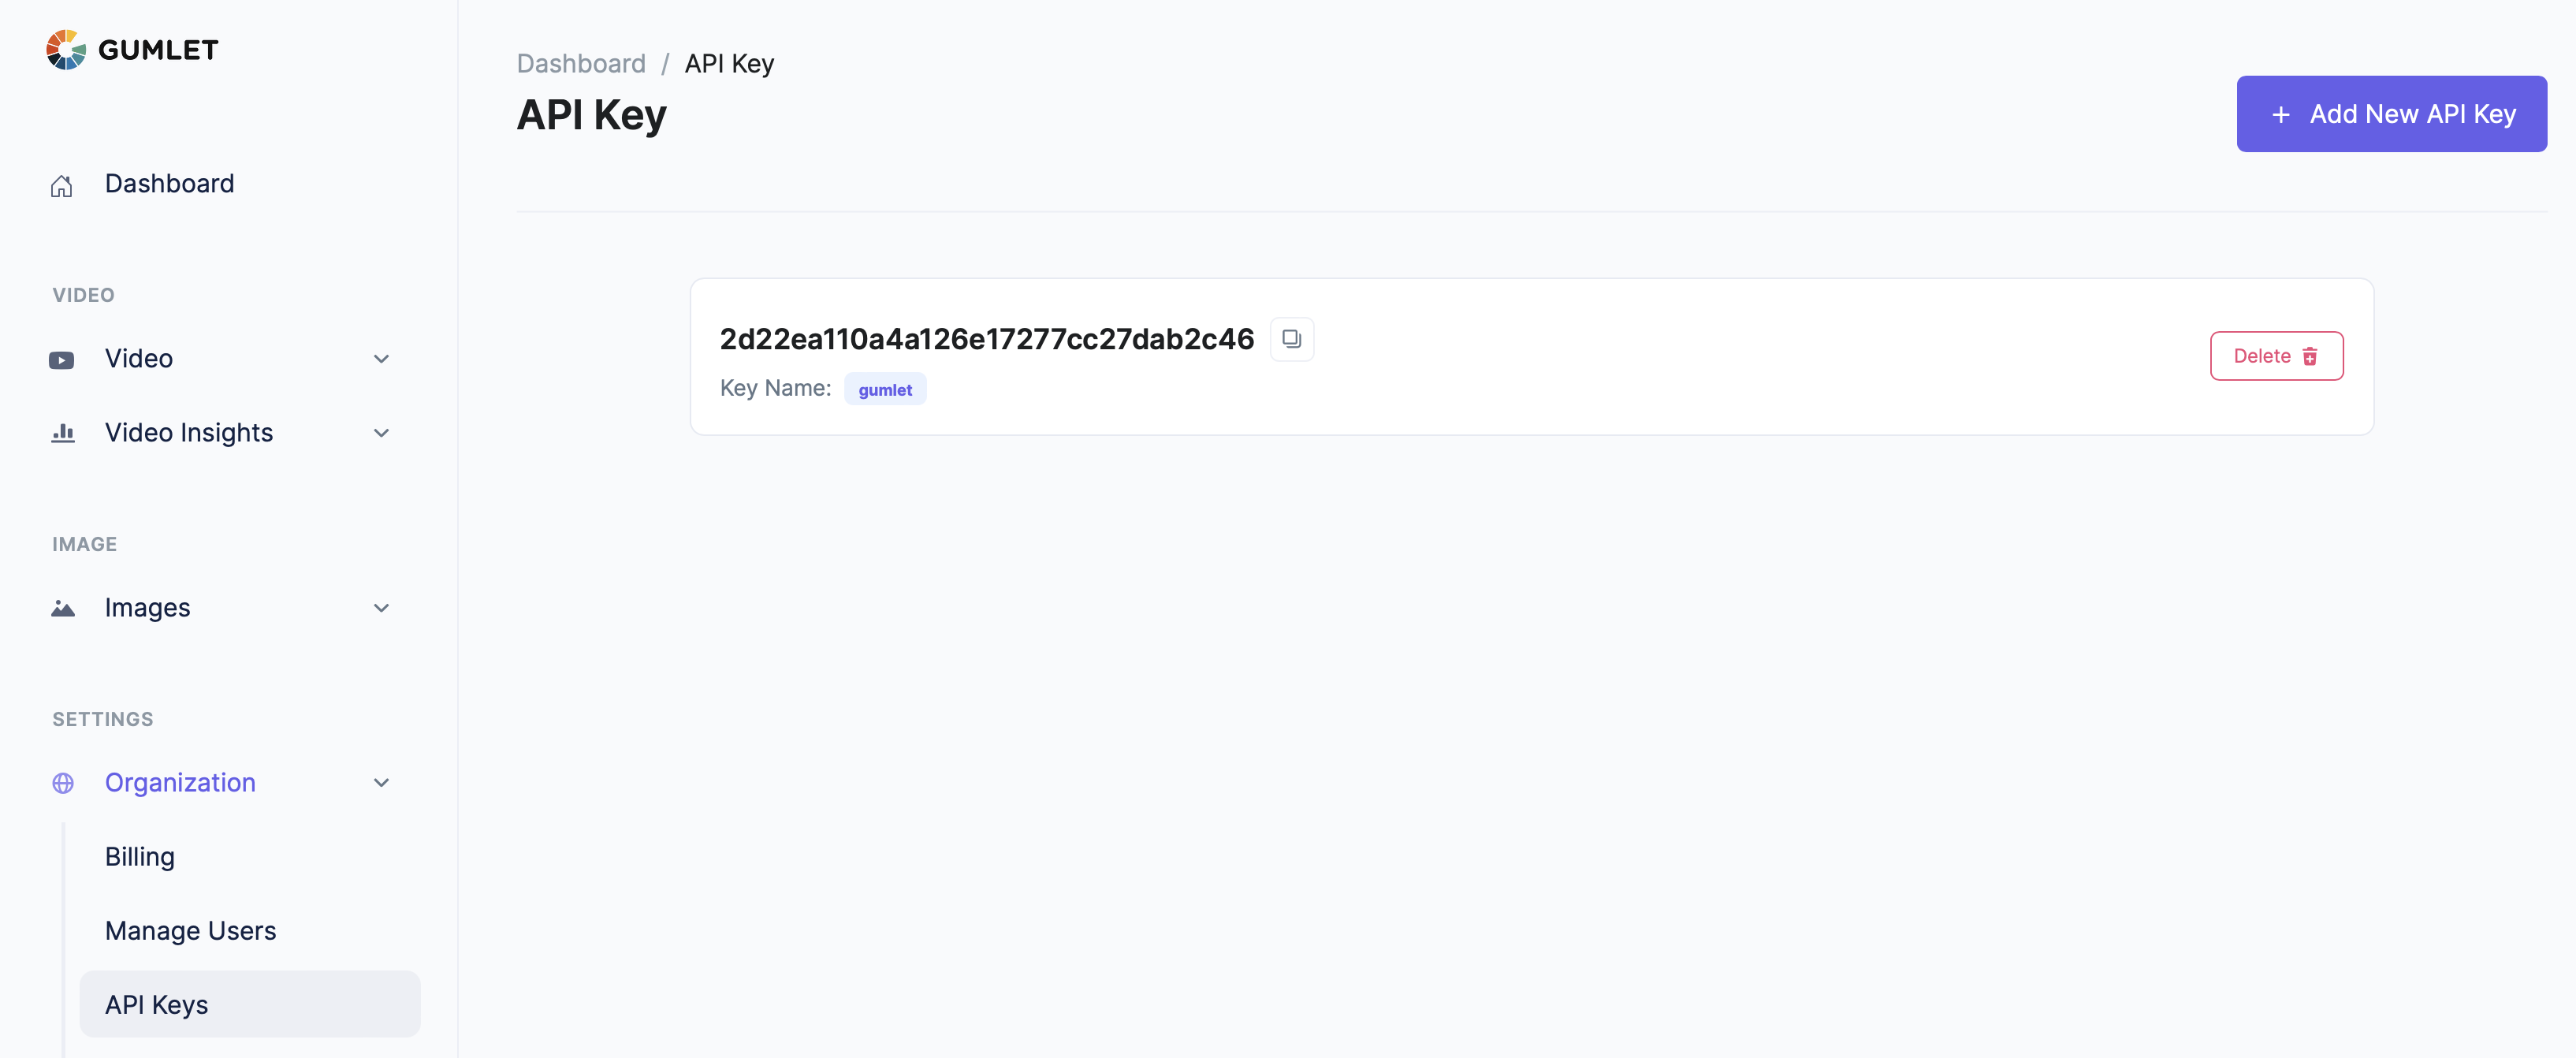 GUMLET
Dashboard
VIDEO
Video
Video Insights
IMAGE
Images
SETTINGS
Organization
Billing
Manage Users
API Keys
Dashboard / API Key
API Key
+ Add New API Key
2d22ea110a4a126e17277cc27dab2c46
Key Name: gumlet
Delete